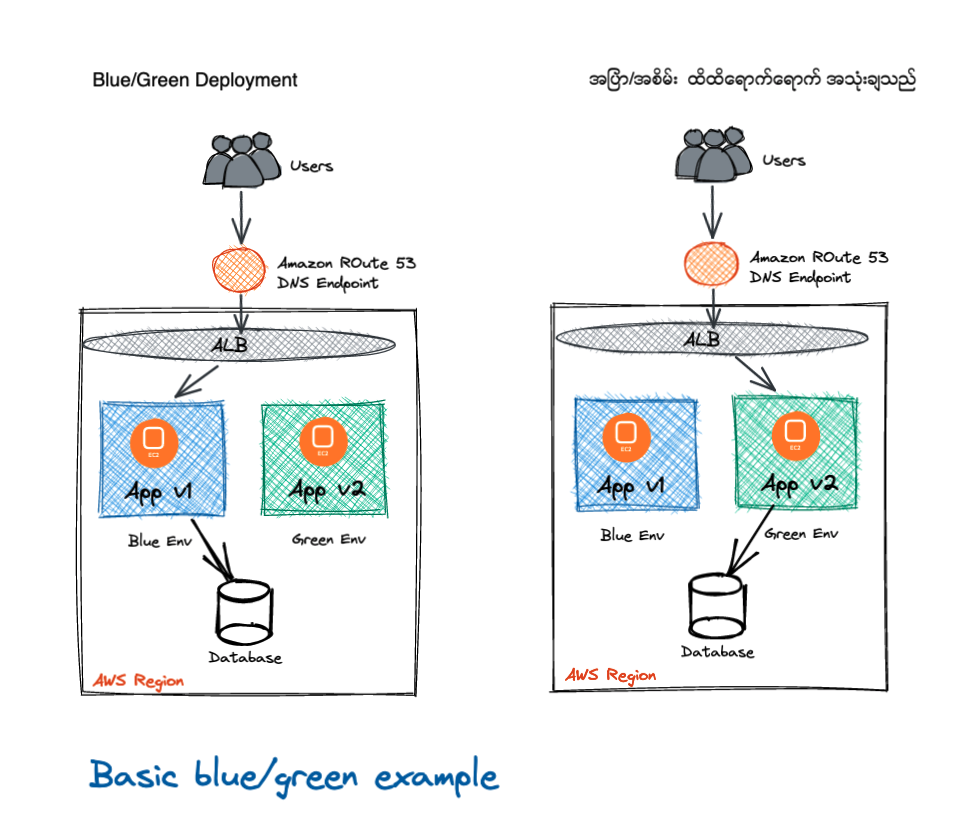 Blue/Green Deployment
Users
Amazon ROute 53
DNS Endpoint
ALB
EC2
App v1
Blue Env
EC2
App v2
Green Env
Database
AWS Region
အပြာ/အစိမ်း ထိထိရောက်ရောက် အသုံးချသည်
Users
Amazon ROute 53
DNS Endpoint
ALB
EC2
App v1
Blue Env
EC2
App v2
Green Env
Database
AWS Region
Basic blue/green example